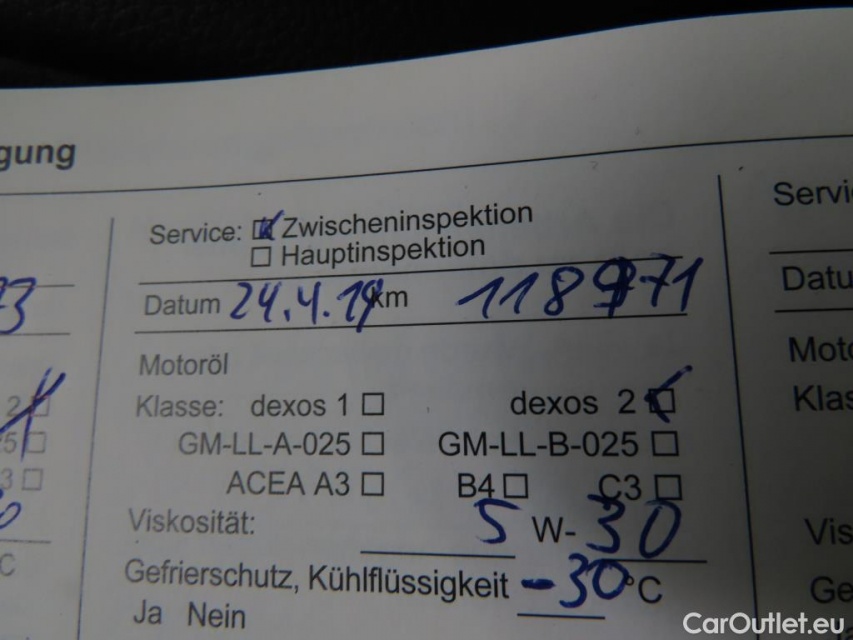 gung
Service: Zwischeninspektion
Hauptinspektion
Datum 24.4.19 km 118971
Motoröl
Klasse: dexos 1 dexos 2
GM-LL-A-025 GM-LL-B-025
ACEA A3 B4 C3
Viskosität: 5 W- 30
Gefrierschutz, Kühlflüssigkeit -30 °C
Ja Nein
Servi
Datu
Moto
Klas
Vis
Ge
CarOutlet.eu